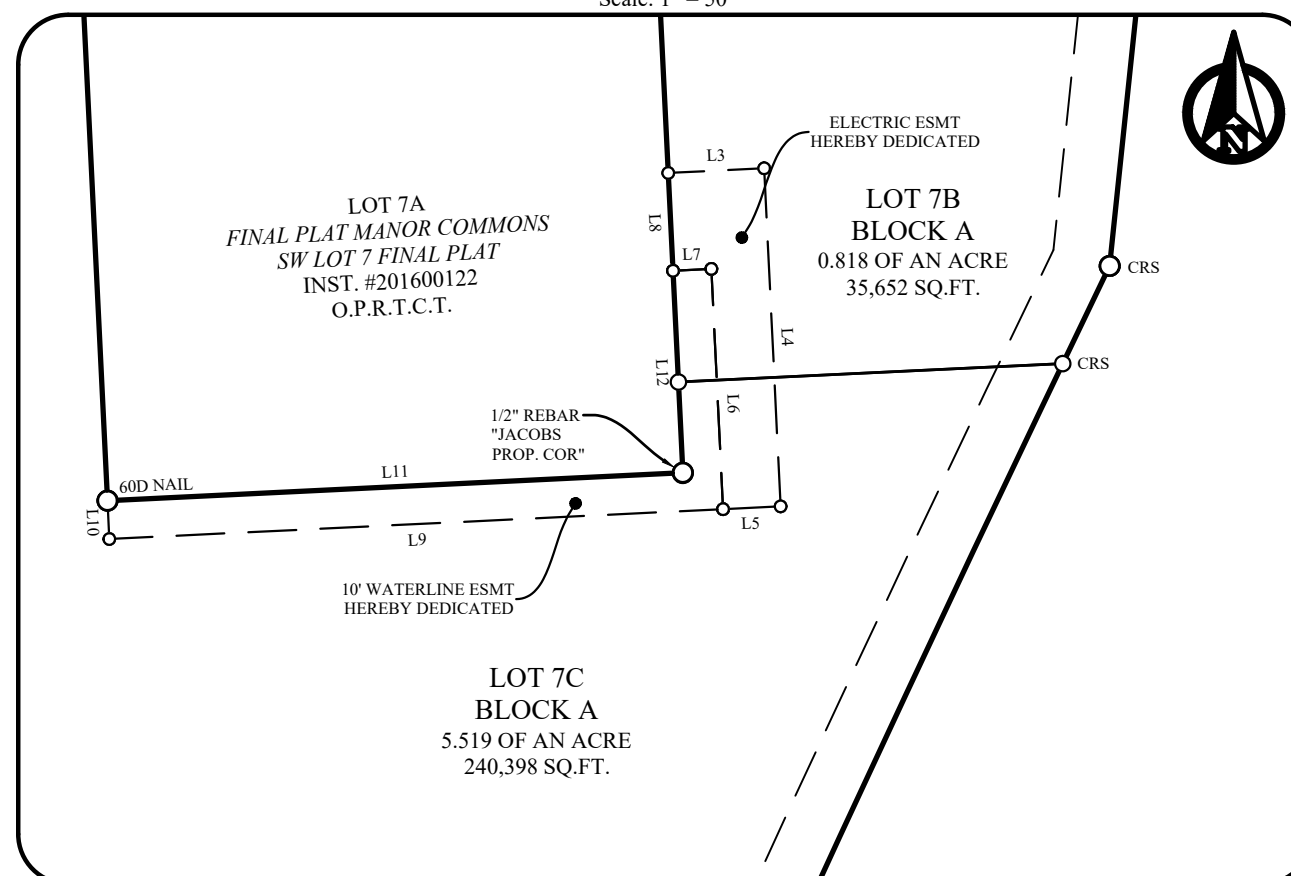 ELECTRIC ESMT
HEREBY DEDICATED
N
L3
LOT 7A
FINAL PLAT MANOR COMMONS
SW LOT 7 FINAL PLAT
INST. #201600122
O.P.R.T.C.T.
L8
L7
LOT 7B
BLOCK A
0.818 OF AN ACRE
35,652 SQ.FT.
CRS
L4
CRS
L12
L6
1/2" REBAR
"JACOBS
PROP. COR"
L11
60D NAIL
L10
L9
L5
10' WATERLINE ESMT
HEREBY DEDICATED
LOT 7C
BLOCK A
5.519 OF AN ACRE
240,398 SQ.FT.